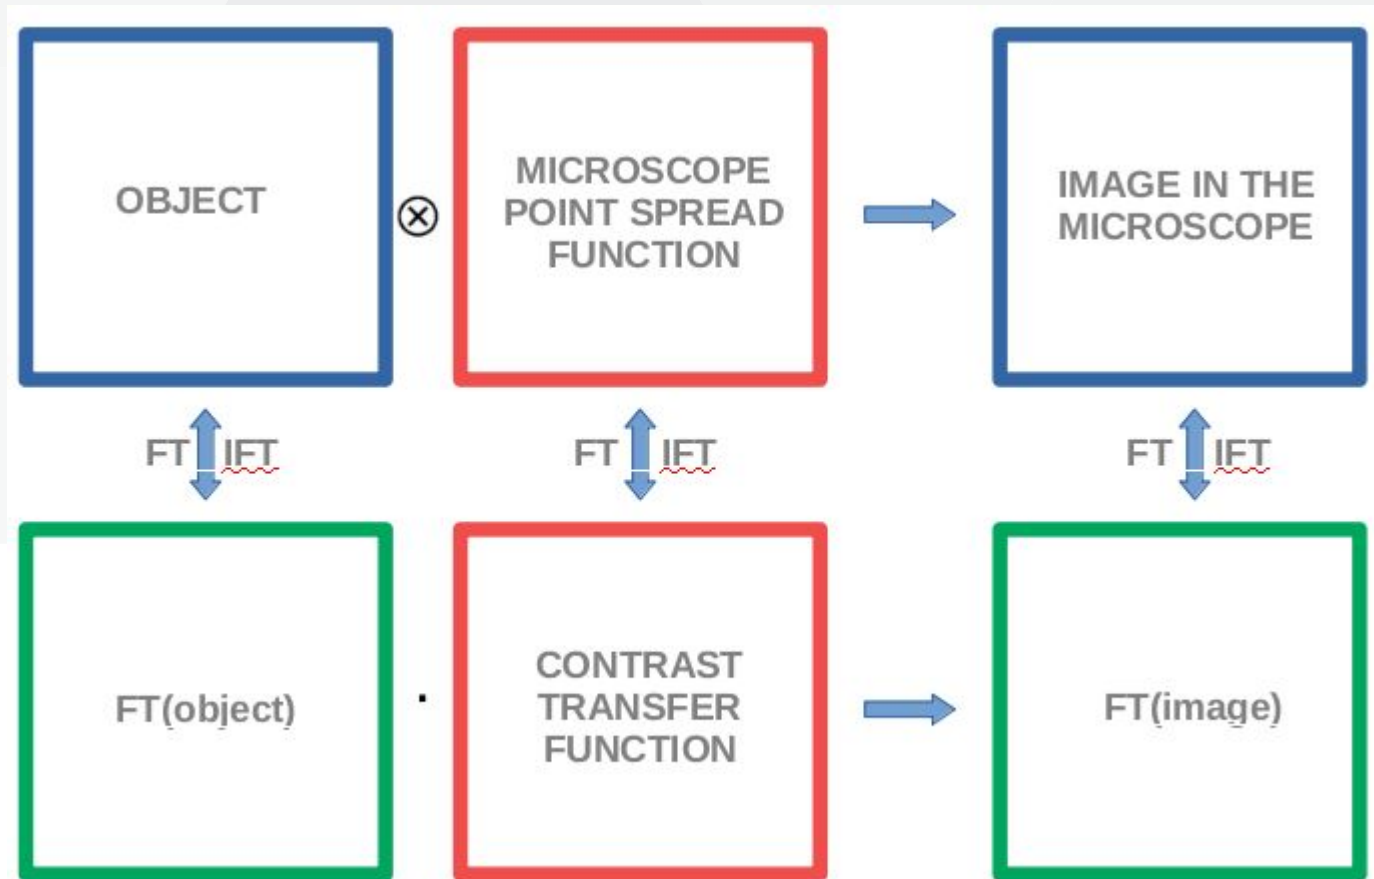 OBJECT
⊗
MICROSCOPE
POINT SPREAD
FUNCTION
IMAGE IN THE
MICROSCOPE
FT IFT
FT IFT
FT IFT
FT(object)
.
CONTRAST
TRANSFER
FUNCTION
FT(image)